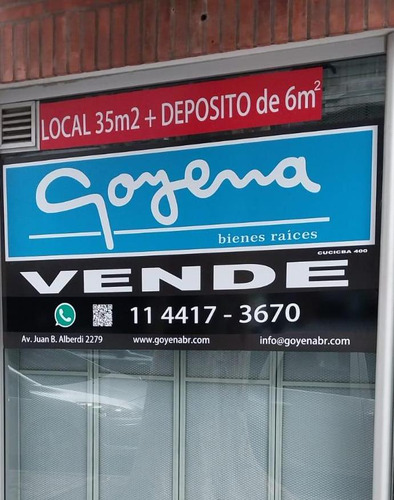 LOCAL 35m2 + DEPOSITO de 6m²
Goyena
bienes raíces
CUCICBA 400
VENDE
11 4417 - 3670
Av. Juan B. Alberdi 2279 www.goyenabr.com info@goyenabr.com